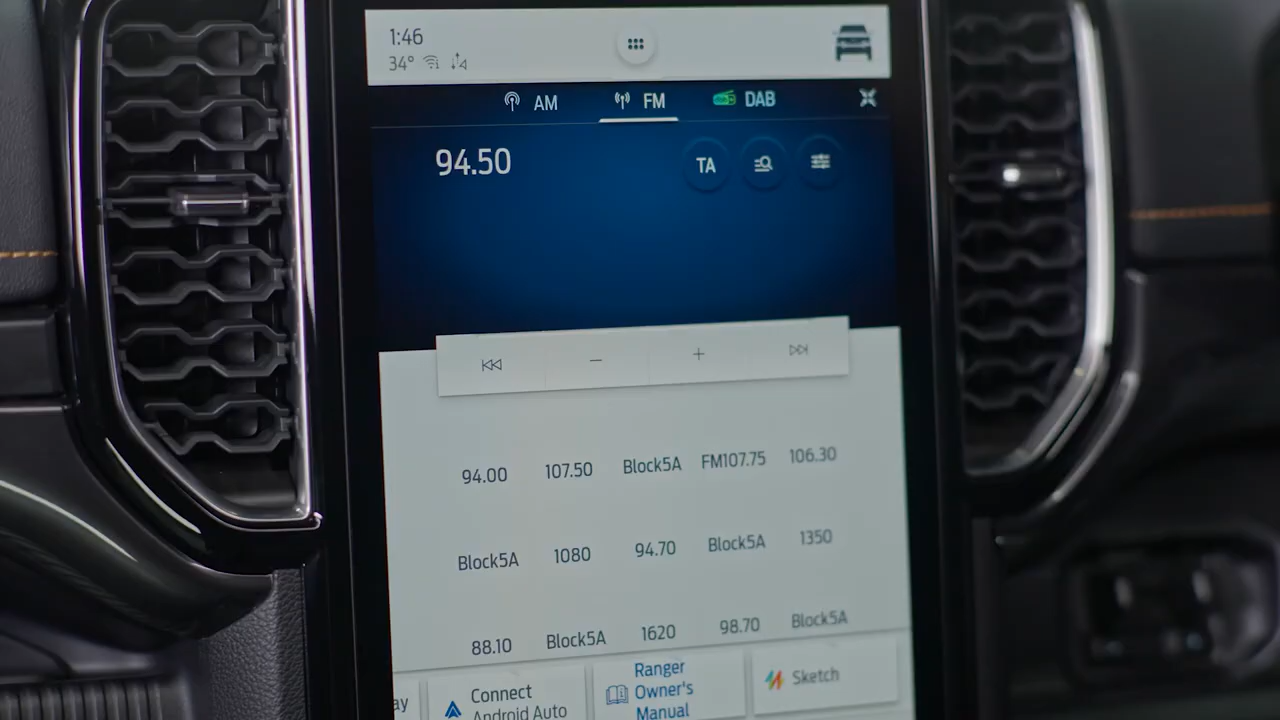 1:46
34°
AM FM DAB
94.50 TA
94.00 107.50 Block5A FM107.75 106.30
Block5A 1080 94.70 Block5A 1350
88.10 Block5A 1620 98.70 Block5A
ay
Connect
Android Auto
Ranger
Owner's
Manual
Sketch